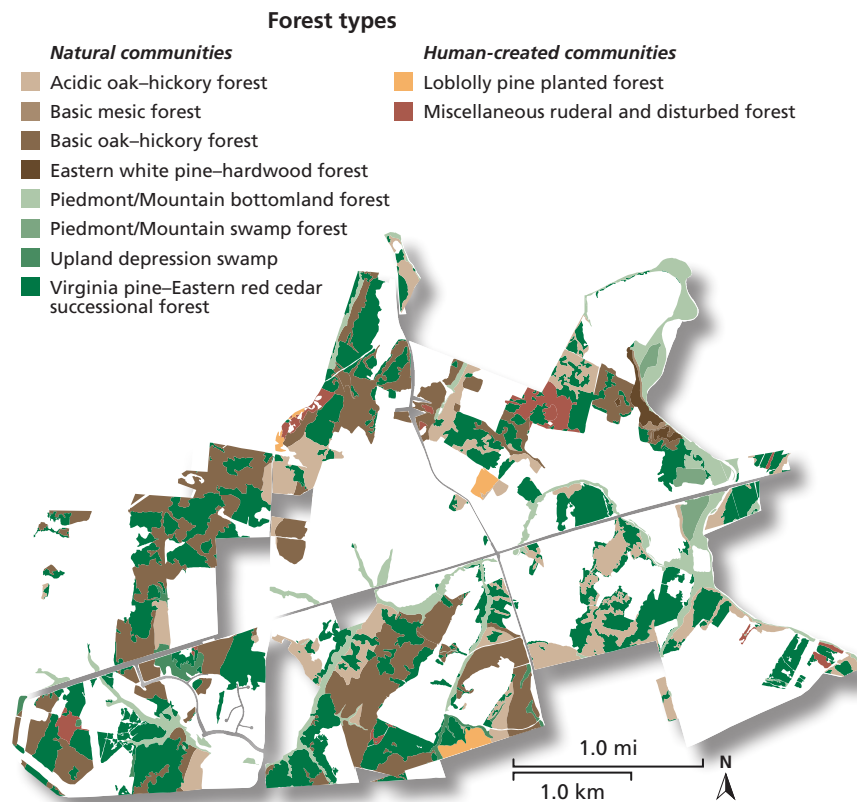 Forest types
Natural communities
Acidic oak–hickory forest
Basic mesic forest
Basic oak–hickory forest
Eastern white pine–hardwood forest
Piedmont/Mountain bottomland forest
Piedmont/Mountain swamp forest
Upland depression swamp
Virginia pine–Eastern red cedar
successional forest
Human-created communities
Loblolly pine planted forest
Miscellaneous ruderal and disturbed forest
1.0 mi
1.0 km
N